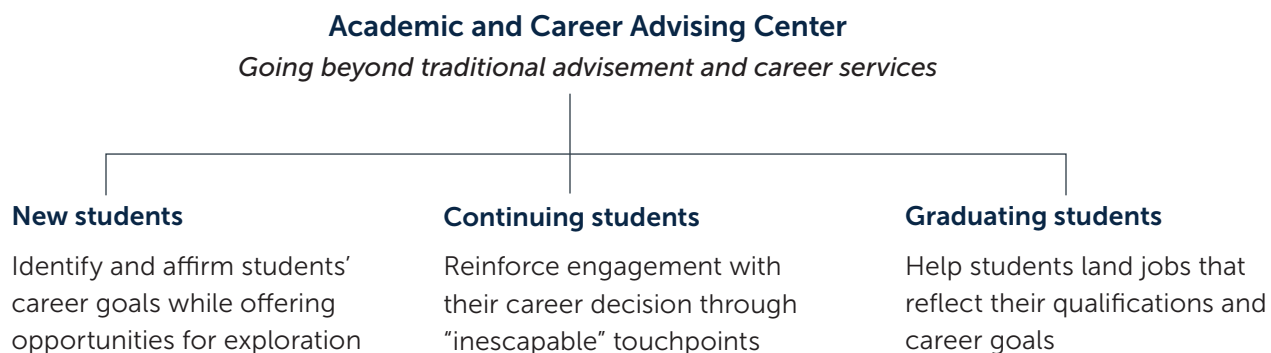 Academic and Career Advising Center
Going beyond traditional advisement and career services
New students
Identify and affirm students’
career goals while offering
opportunities for exploration
Continuing students
Reinforce engagement with
their career decision through
“inescapable” touchpoints
Graduating students
Help students land jobs that
reflect their qualifications and
career goals